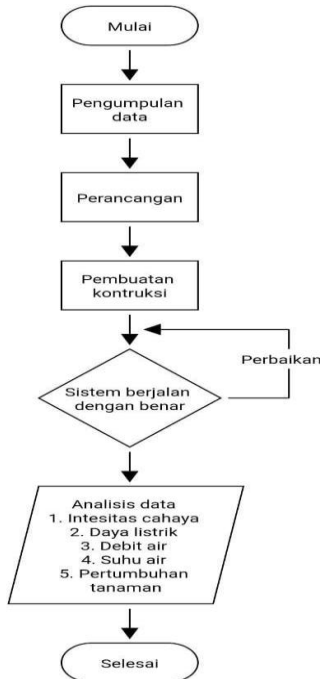 Mulai
Pengumpulan
data
Perancangan
Pembuatan
kontruksi
Perbaikan
Sistem berjalan
dengan benar
Analisis data
1. Intesitas cahaya
2. Daya listrik
3. Debit air
4. Suhu air
5. Pertumbuhan
tanaman
Selesai